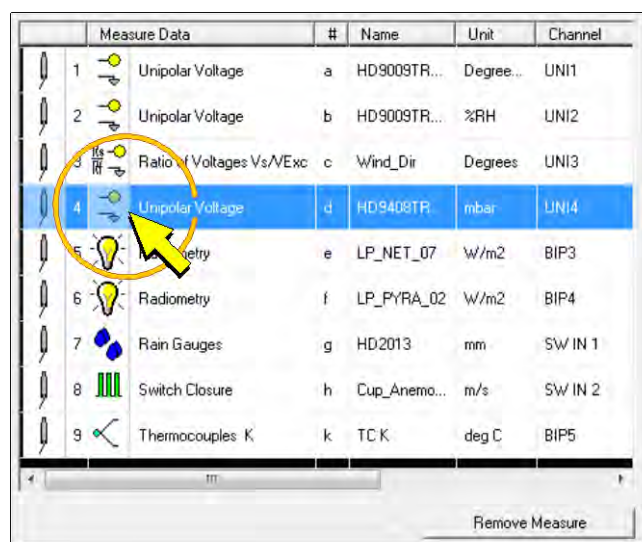 Measure Data # Name Unit Channel
1 Unipolar Voltage a HD9009TR... Degree... UNI1
2 Unipolar Voltage b HD9009TR... %RH UNI2
3 Rs Rf Ratio of Voltages Vs/VExc c Wind_Dir Degrees UNI3
4 Unipolar Voltage d HD9408TR... mbar UNI4
5 e LP_NET_07 W/m2 BIP3
6 Radiometry f LP_PYRA_02 W/m2 BIP4
7 Rain Gauges g HD2013 mm SW IN 1
8 Switch Closure h Cup_Anemo... m/s SW IN 2
9 Thermocouples K k TC K deg C BIP5
Remove Measure